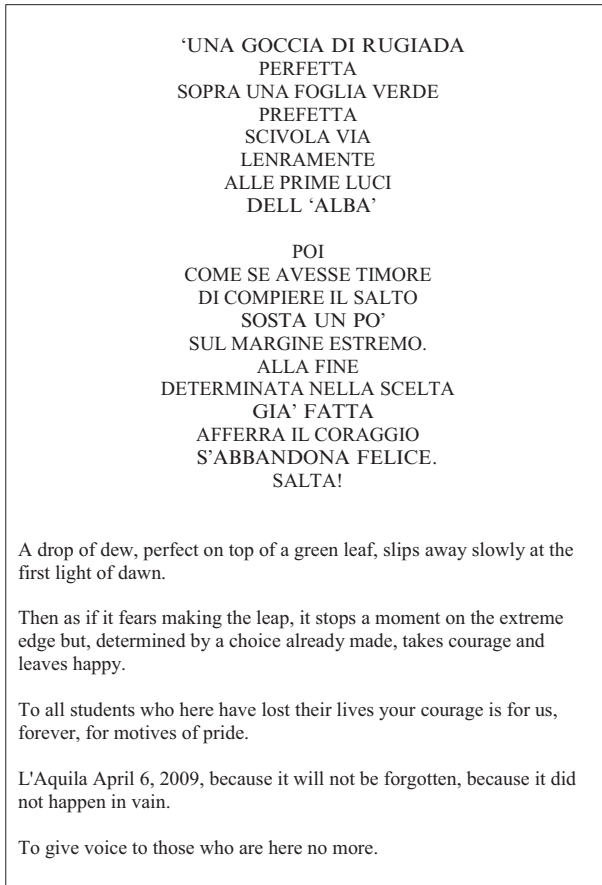 ‘UNA GOCCIA DI RUGIADA
PERFETTA
SOPRA UNA FOGLIA VERDE
PREFETTA
SCIVOLA VIA
LENRAMENTE
ALLE PRIME LUCI
DELL ‘ALBA’
POI
COME SE AVESSE TIMORE
DI COMPIERE IL SALTO
SOSTA UN PO’
SUL MARGINE ESTREMO.
ALLA FINE
DETERMINATA NELLA SCELTA
GIA’ FATTA
AFFERRA IL CORAGGIO
S’ABBANDONA FELICE.
SALTA!
A drop of dew, perfect on top of a green leaf, slips away slowly at the
first light of dawn.
Then as if it fears making the leap, it stops a moment on the extreme
edge but, determined by a choice already made, takes courage and
leaves happy.
To all students who here have lost their lives your courage is for us,
forever, for motives of pride.
L'Aquila April 6, 2009, because it will not be forgotten, because it did
not happen in vain.
To give voice to those who are here no more.